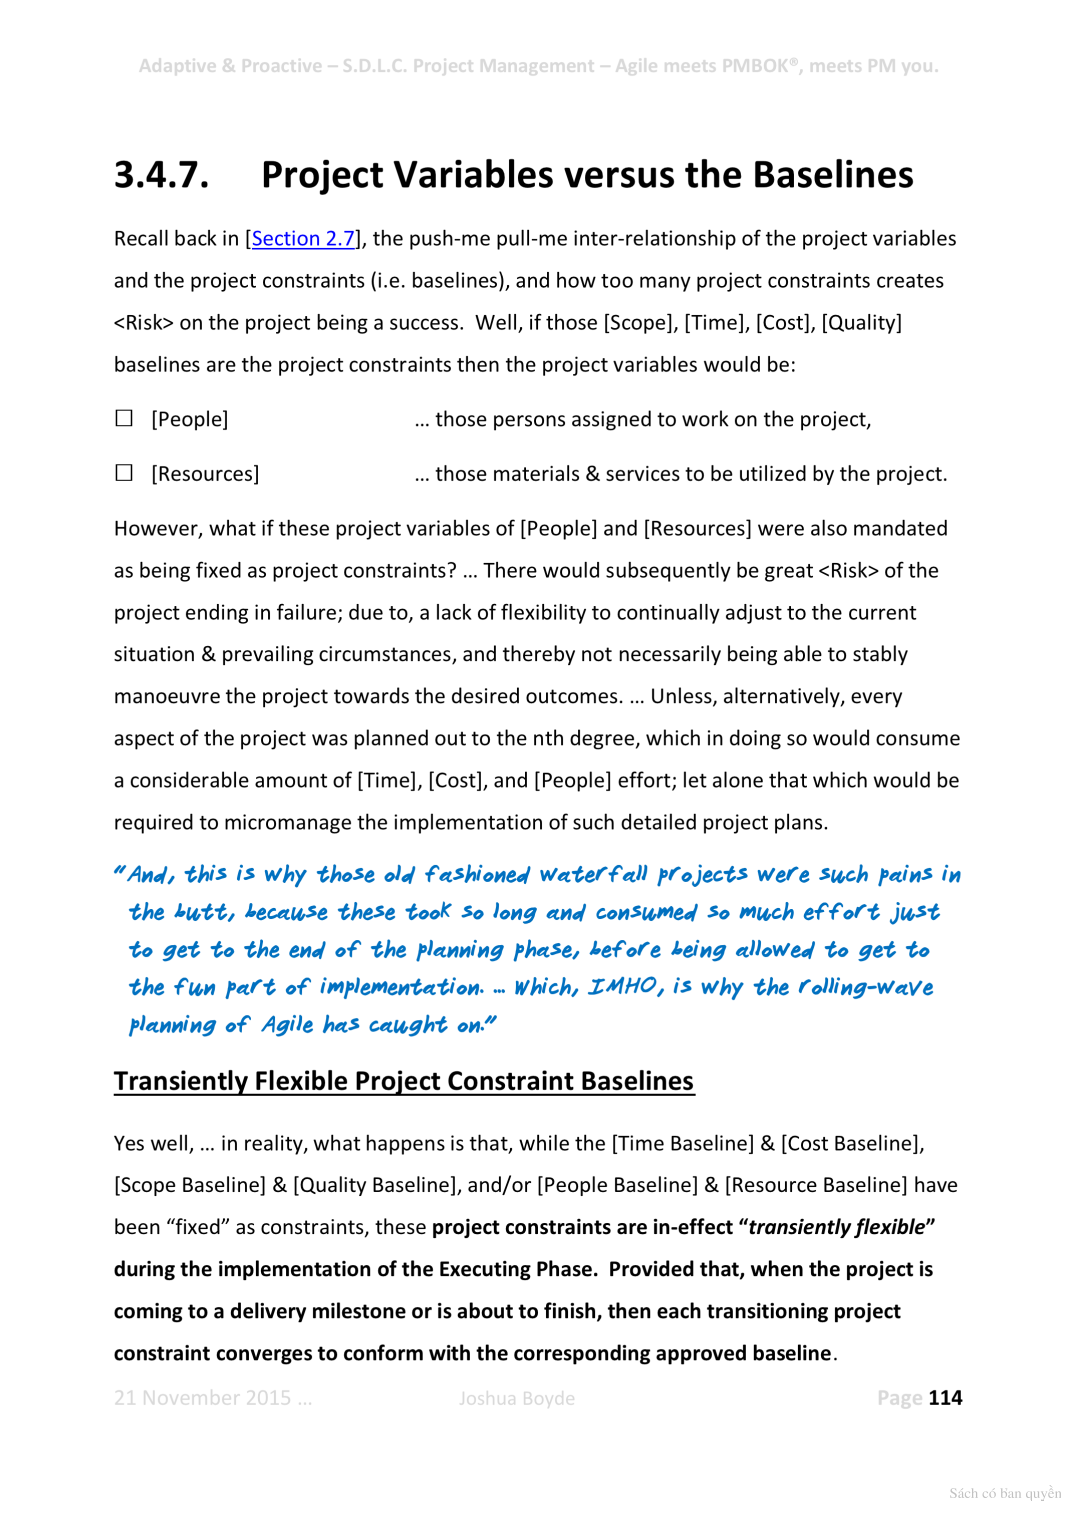 Adaptive & Proactive – S.D.L.C. Project Management – Agile meets PMBOK®, meets PM you.
3.4.7. Project Variables versus the Baselines
Recall back in [Section 2.7], the push-me pull-me inter-relationship of the project variables
and the project constraints (i.e. baselines), and how too many project constraints creates
<Risk> on the project being a success. Well, if those [Scope], [Time], [Cost], [Quality]
baselines are the project constraints then the project variables would be:
☐ [People] … those persons assigned to work on the project,
☐ [Resources] … those materials & services to be utilized by the project.
However, what if these project variables of [People] and [Resources] were also mandated
as being fixed as project constraints? … There would subsequently be great <Risk> of the
project ending in failure; due to, a lack of flexibility to continually adjust to the current
situation & prevailing circumstances, and thereby not necessarily being able to stably
manoeuvre the project towards the desired outcomes. … Unless, alternatively, every
aspect of the project was planned out to the nth degree, which in doing so would consume
a considerable amount of [Time], [Cost], and [People] effort; let alone that which would be
required to micromanage the implementation of such detailed project plans.
“And, this is why those old fashioned waterfall projects were such pains in
the butt, because these took so long and consumed so much effort just
to get to the end of the planning phase, before being allowed to get to
the fun part of implementation. … Which, IMHO, is why the rolling-wave
planning of Agile has caught on.”
Transiently Flexible Project Constraint Baselines
Yes well, … in reality, what happens is that, while the [Time Baseline] & [Cost Baseline],
[Scope Baseline] & [Quality Baseline], and/or [People Baseline] & [Resource Baseline] have
been “fixed” as constraints, these project constraints are in-effect “transiently flexible”
during the implementation of the Executing Phase. Provided that, when the project is
coming to a delivery milestone or is about to finish, then each transitioning project
constraint converges to conform with the corresponding approved baseline.
21 November 2015 … Joshua Boyde Page 114
Sách có bản quyền